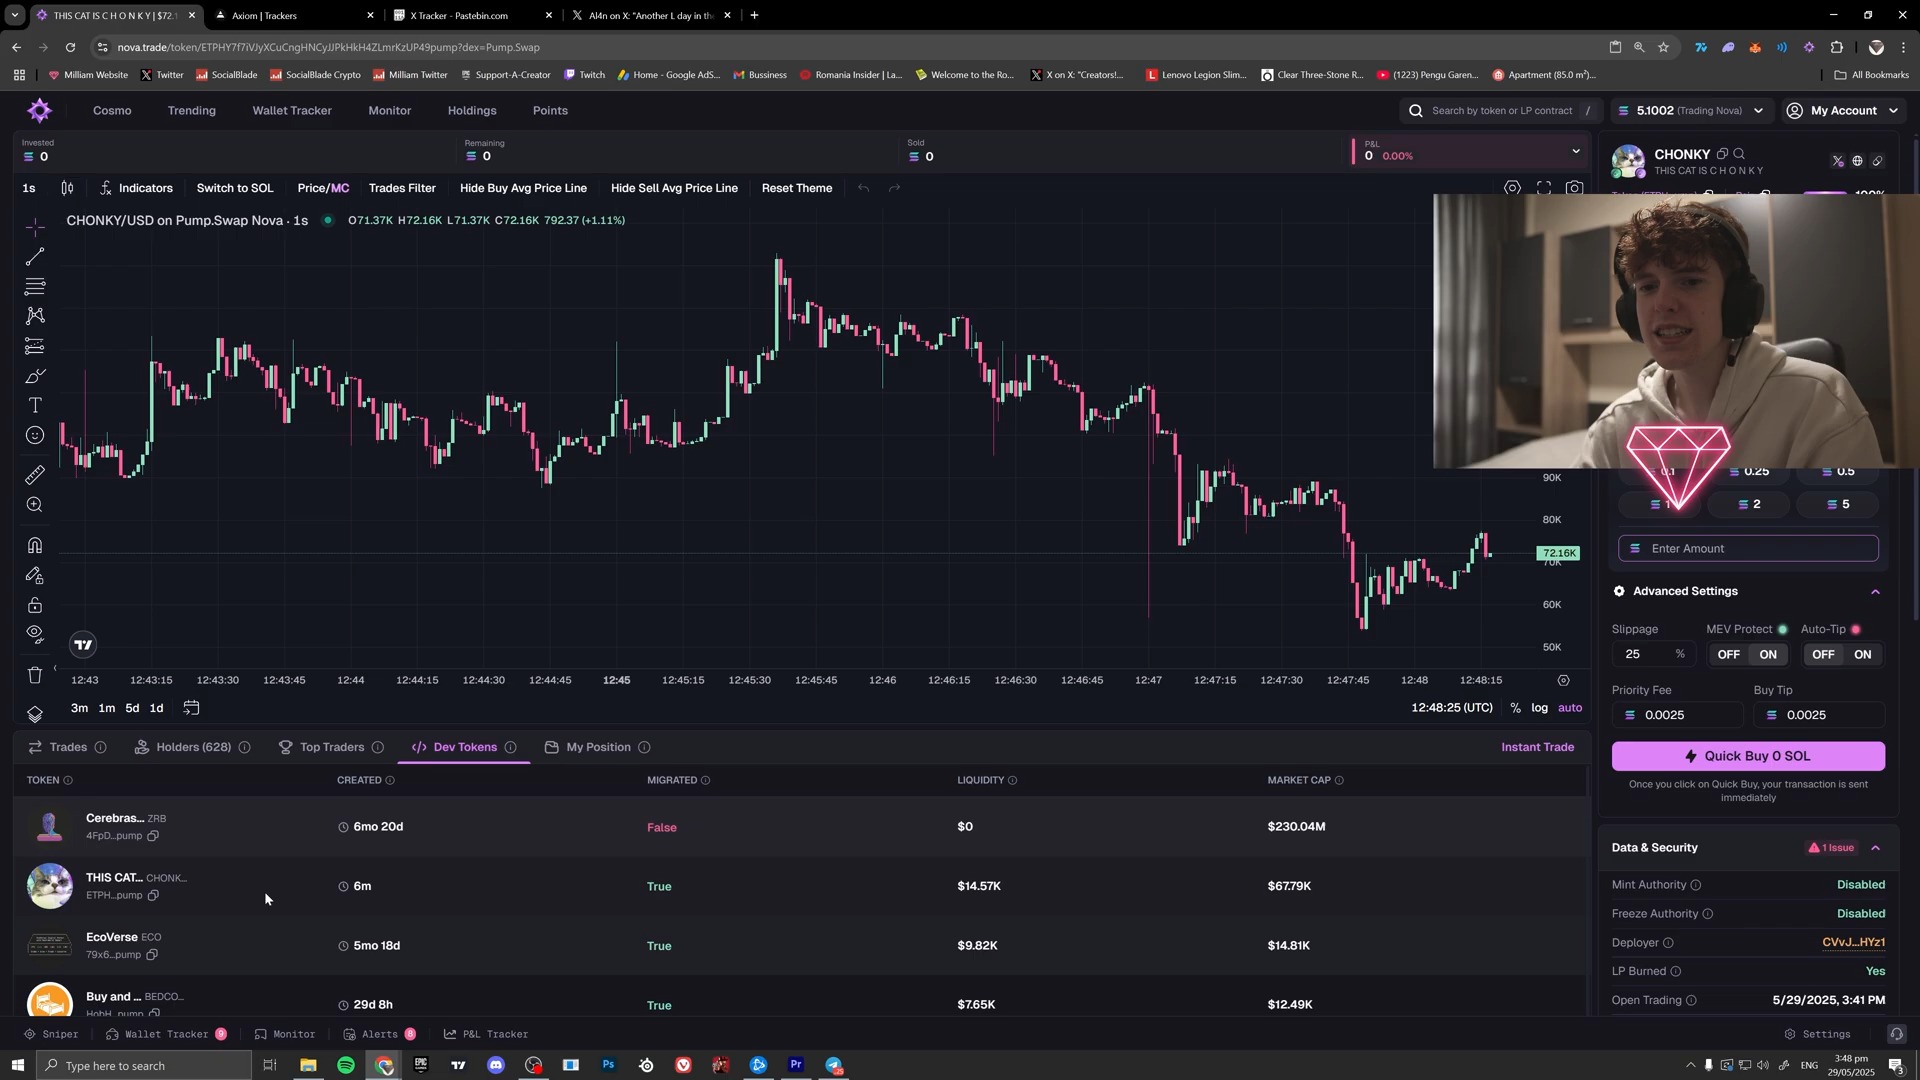 THIS CAT IS C H O N K Y | $72.1
Axiom | Trackers
X Tracker - Pastebin.com
Al4n on X: "Another L day in th
nova.trade/token/ETPHY7f7iVJyXCuCngHNCyJJPkHkH4ZLmrKzUP49pump?dex=Pump.Swap
Milliam Website
Twitter
SocialBlade
SocialBlade Crypto
Milliam Twitter
Support-A-Creator
Twitch
Home - Google AdS...
Bussiness
Romania Insider | La...
Welcome to the Ro...
X on X: "Creators!...
Lenovo Legion Slim...
Clear Three-Stone R...
(1223) Pengu Garen...
Apartment (85.0 m²)...
All Bookmarks
Cosmo
Trending
Wallet Tracker
Monitor
Holdings
Points
Search by token or LP contract /
5.1002 (Trading Nova)
My Account
Invested
0
Remaining
0
Sold
0
P&L
0 0.00%
CHONKY
THIS CAT IS C H O N K Y
1s
Indicators
Switch to SOL
Price/MC
Trades Filter
Hide Buy Avg Price Line
Hide Sell Avg Price Line
Reset Theme
CHONKY/USD on Pump.Swap Nova · 1s O71.37K H72.16K L71.37K C72.16K 792.37 (+1.11%)
90K
80K
72.16K
70K
60K
50K
12:43 12:43:15 12:43:30 12:43:45 12:44 12:44:15 12:44:30 12:44:45 12:45 12:45:15 12:45:30 12:45:45 12:46 12:46:15 12:46:30 12:46:45 12:47 12:47:15 12:47:30 12:47:45 12:48 12:48:15
3m 1m 5d 1d
12:48:25 (UTC) % log auto
0.25 0.5
1 2 5
Enter Amount
Advanced Settings
Slippage MEV Protect Auto-Tip
25 % OFF ON OFF ON
Priority Fee Buy Tip
0.0025 0.0025
Quick Buy 0 SOL
Once you click on Quick Buy, your transaction is sent
immediately
Data & Security 1 Issue
Mint Authority Disabled
Freeze Authority Disabled
Deployer CVvJ...HYz1
LP Burned Yes
Open Trading 5/29/2025, 3:41 PM
Trades
Holders (628)
Top Traders
Dev Tokens
My Position
Instant Trade
TOKEN CREATED MIGRATED LIQUIDITY MARKET CAP
Cerebras... ZRB
4FpD...pump
6mo 20d False $0 $230.04M
THIS CAT... CHONK...
ETPH...pump
6m True $14.57K $67.79K
EcoVerse ECO
79x6...pump
5mo 18d True $9.82K $14.81K
Buy and ... BEDCO...
HobH...pump
29d 8h True $7.65K $12.49K
Sniper
Wallet Tracker 9
Monitor
Alerts 8
P&L Tracker
Settings
Type here to search
ENG
3:48 pm
29/05/2025